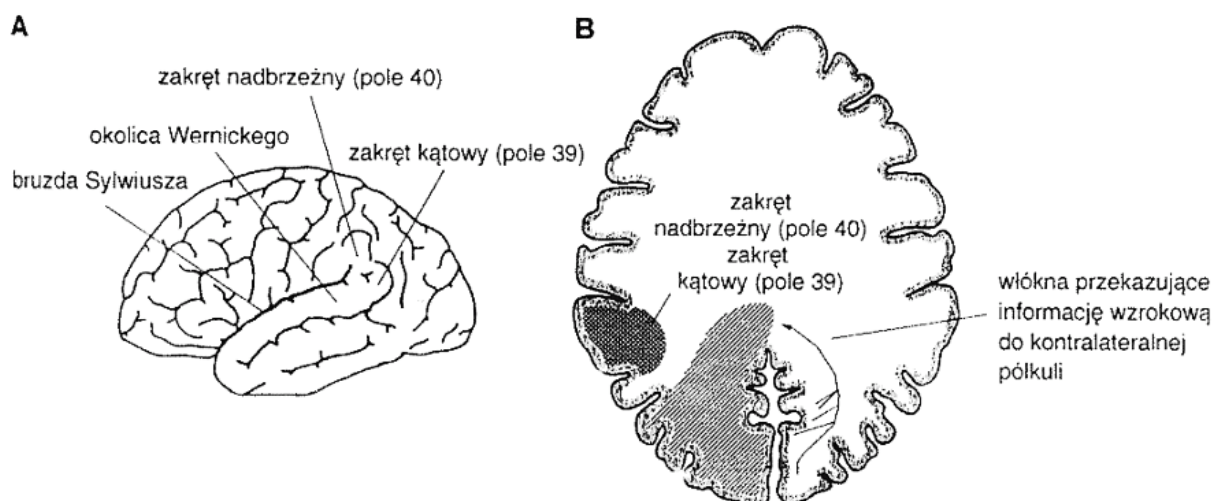 A
zakręt nadbrzeżny (pole 40)
okolica Wernickego
zakręt kątowy (pole 39)
bruzda Sylwiusza
B
zakręt
nadbrzeżny (pole 40)
zakręt
kątowy (pole 39)
włókna przekazujące
informację wzrokową
do kontralateralnej
półkuli